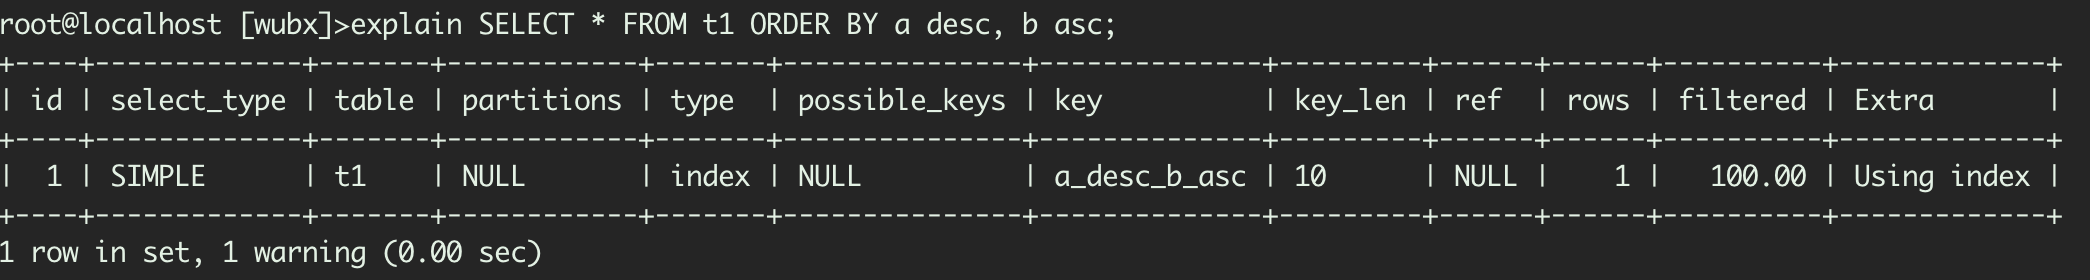 root@localhost [wubx]>explain SELECT * FROM t1 ORDER BY a desc, b asc;
+----+-------------+-------+------------+-------+---------------+--------------+---------+------+------+----------+-------------+
| id | select_type | table | partitions | type  | possible_keys | key          | key_len | ref  | rows | filtered | Extra       |
+----+-------------+-------+------------+-------+---------------+--------------+---------+------+------+----------+-------------+
|  1 | SIMPLE      | t1    | NULL       | index | NULL          | a_desc_b_asc | 10      | NULL |    1 |   100.00 | Using index |
+----+-------------+-------+------------+-------+---------------+--------------+---------+------+------+----------+-------------+
1 row in set, 1 warning (0.00 sec)